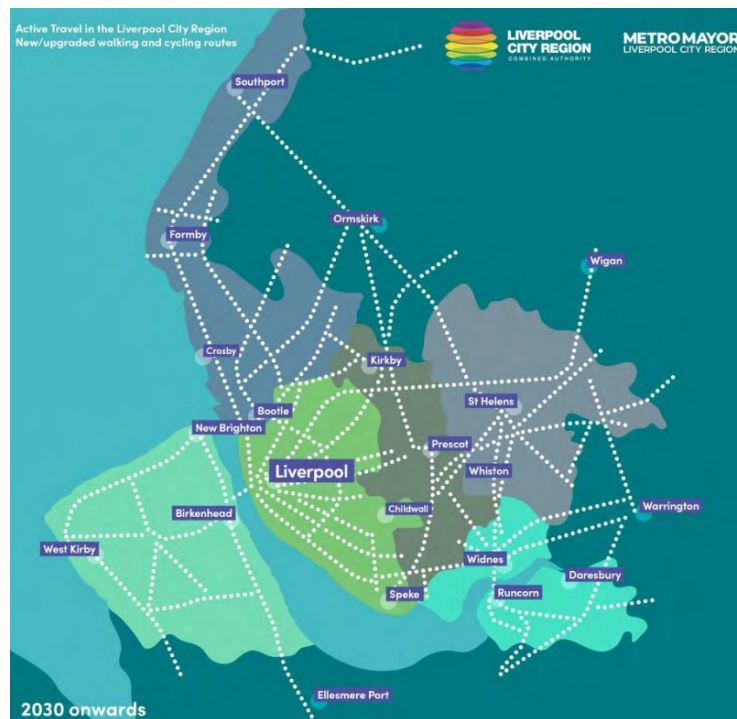 Active Travel in the Liverpool City Region
New/upgraded walking and cycling routes
LIVERPOOL
CITY REGION
COMBINED AUTHORITY
METRO MAYOR
LIVERPOOL CITY REGION
Southport
Ormskirk
Formby
Wigan
Crosby
Kirkby
St Helens
Bootle
New Brighton
Prescot
Liverpool
Whiston
Birkenhead
Childwall
Warrington
West Kirby
Widnes
Daresbury
Speke
Runcorn
Ellesmere Port
2030 onwards